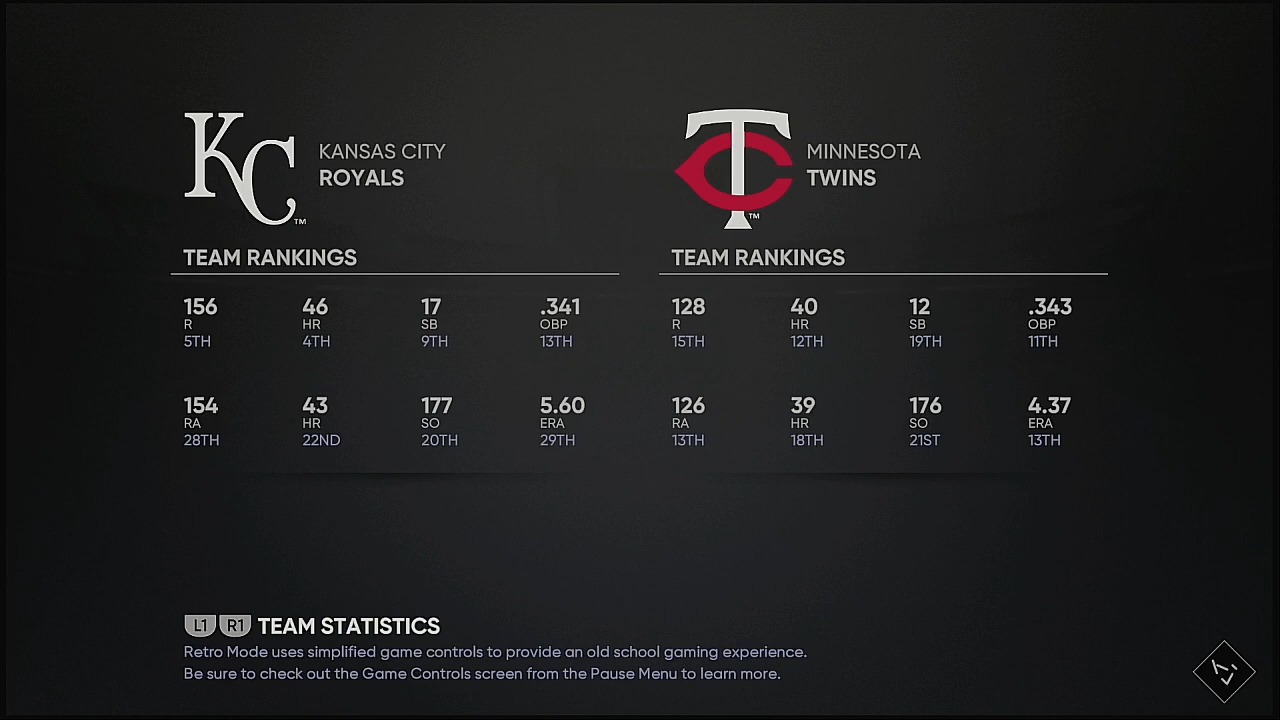 KC™
KANSAS CITY
ROYALS
TEAM RANKINGS
156 46 17 .341
R HR SB OBP
5TH 4TH 9TH 13TH
154 43 177 5.60
RA HR SO ERA
28TH 22ND 20TH 29TH
TC™
MINNESOTA
TWINS
TEAM RANKINGS
128 40 12 .343
R HR SB OBP
15TH 12TH 19TH 11TH
126 39 176 4.37
RA HR SO ERA
13TH 18TH 21ST 13TH
L1 R1 TEAM STATISTICS
Retro Mode uses simplified game controls to provide an old school gaming experience.
Be sure to check out the Game Controls screen from the Pause Menu to learn more.